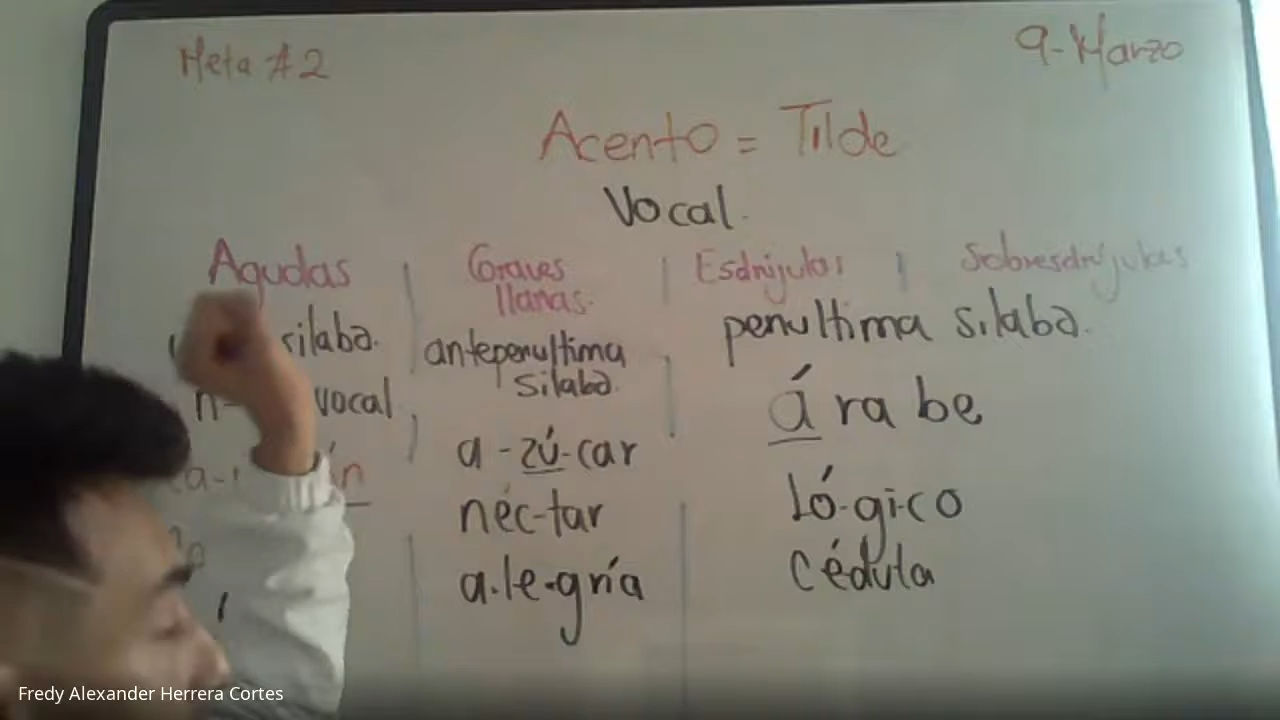 Meta #2
9-Marzo
Acento = Tilde
Vocal.
Agudas
Graves
llanas.
Esdrújulas
Sobresdrújulas
silaba.
vocal
antepenultima
silaba.
a-zú-car
néc-tar
a-le-gría
penultima silaba.
á ra be
Ló-gi-co
Cédula
Fredy Alexander Herrera Cortes